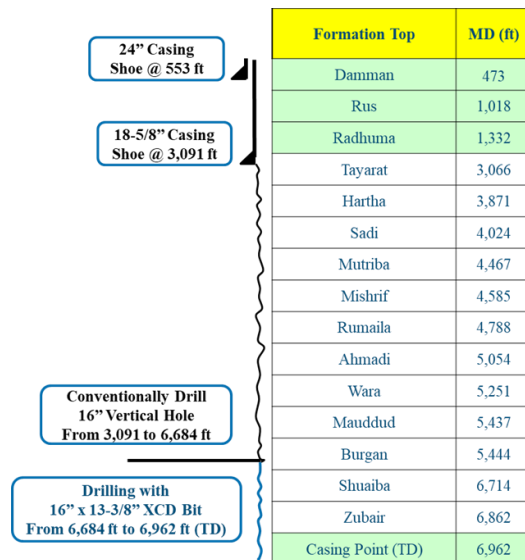 24” Casing
Shoe @ 553 ft
18-5/8” Casing
Shoe @ 3,091 ft
Conventionally Drill
16” Vertical Hole
From 3,091 to 6,684 ft
Drilling with
16” x 13-3/8” XCD Bit
From 6,684 ft to 6,962 ft (TD)
Formation Top MD (ft)
Damman 473
Rus 1,018
Radhuma 1,332
Tayarat 3,066
Hartha 3,871
Sadi 4,024
Mutriba 4,467
Mishrif 4,585
Rumaila 4,788
Ahmadi 5,054
Wara 5,251
Mauddud 5,437
Burgan 5,444
Shuaiba 6,714
Zubair 6,862
Casing Point (TD) 6,962